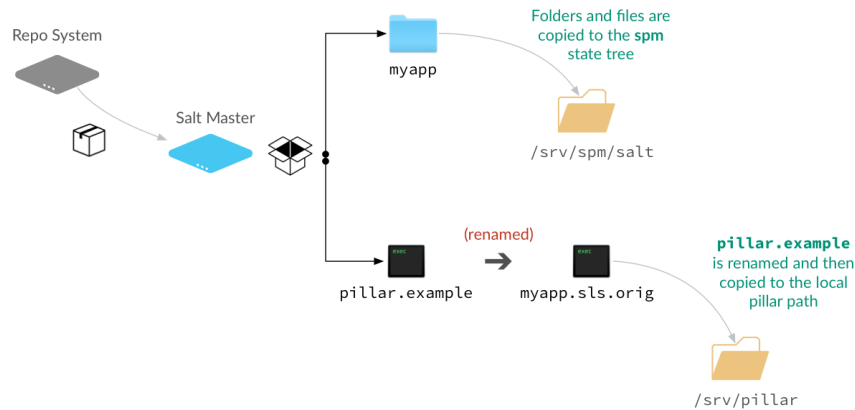 Repo System
Salt Master
myapp
Folders and files are
copied to the spm
state tree
/srv/spm/salt
exec
pillar.example
(renamed)
exec
myapp.sls.orig
pillar.example
is renamed and then
copied to the local
pillar path
/srv/pillar